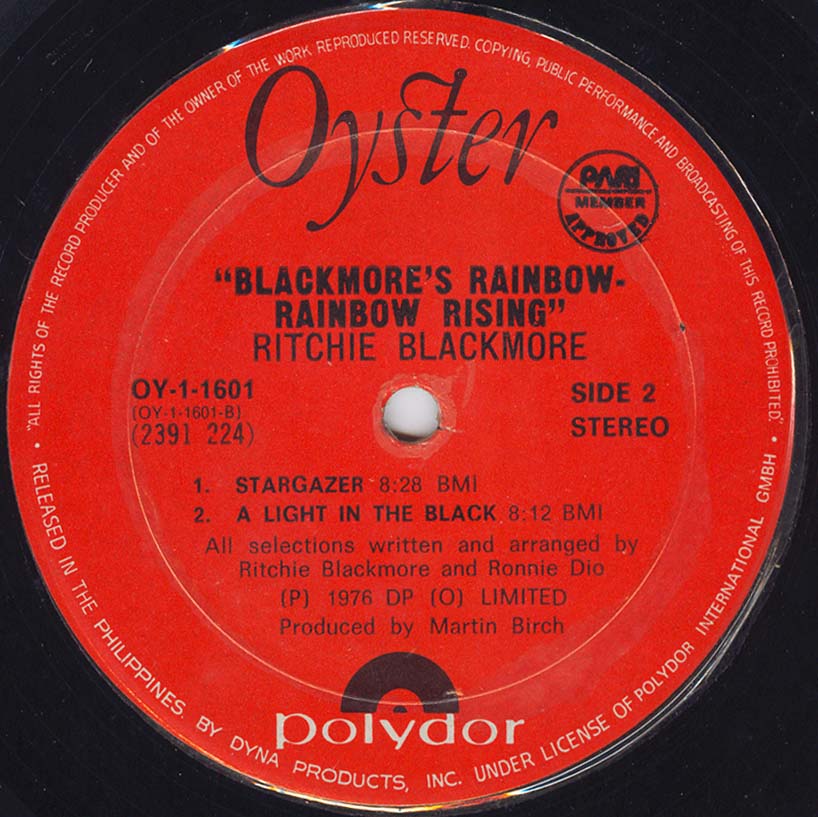 "ALL RIGHTS OF THE RECORD PRODUCER AND OF THE OWNER OF THE WORK REPRODUCED RESERVED. COPYING, PUBLIC PERFORMANCE AND BROADCASTING OF THIS RECORD PROHIBITED."
Oyster
PARI
MEMBER
APPROVED
"BLACKMORE'S RAINBOW-
RAINBOW RISING"
RITCHIE BLACKMORE
OY-1-1601
(OY-1-1601-B)
(2391 224)
SIDE 2
STEREO
1. STARGAZER 8:28 BMI
2. A LIGHT IN THE BLACK 8:12 BMI
All selections written and arranged by
Ritchie Blackmore and Ronnie Dio
(P) 1976 DP (O) LIMITED
Produced by Martin Birch
polydor
• RELEASED IN THE PHILIPPINES BY DYNA PRODUCTS, INC. UNDER LICENSE OF POLYDOR INTERNATIONAL GMBH •